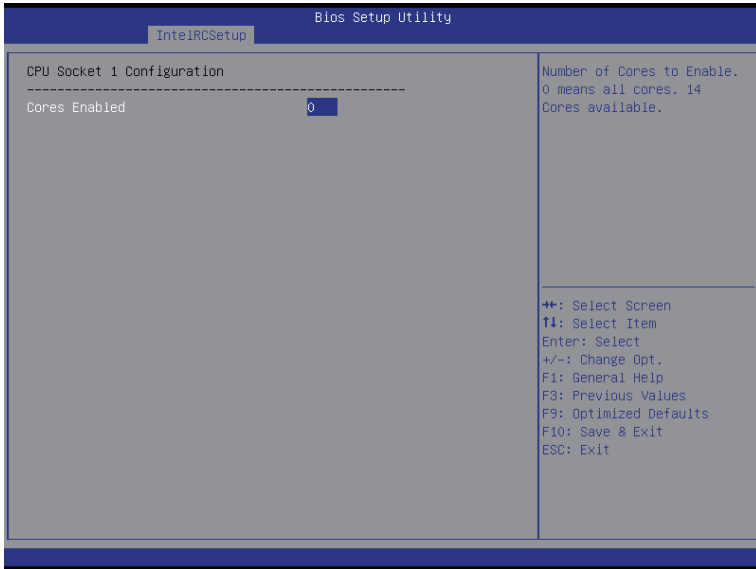 Bios Setup Utility
IntelRCSetup
CPU Socket 1 Configuration
--------------------------------------------------
Cores Enabled 0
Number of Cores to Enable.
0 means all cores. 14
Cores available.
→←: Select Screen
↑↓: Select Item
Enter: Select
+/-: Change Opt.
F1: General Help
F3: Previous Values
F9: Optimized Defaults
F10: Save & Exit
ESC: Exit